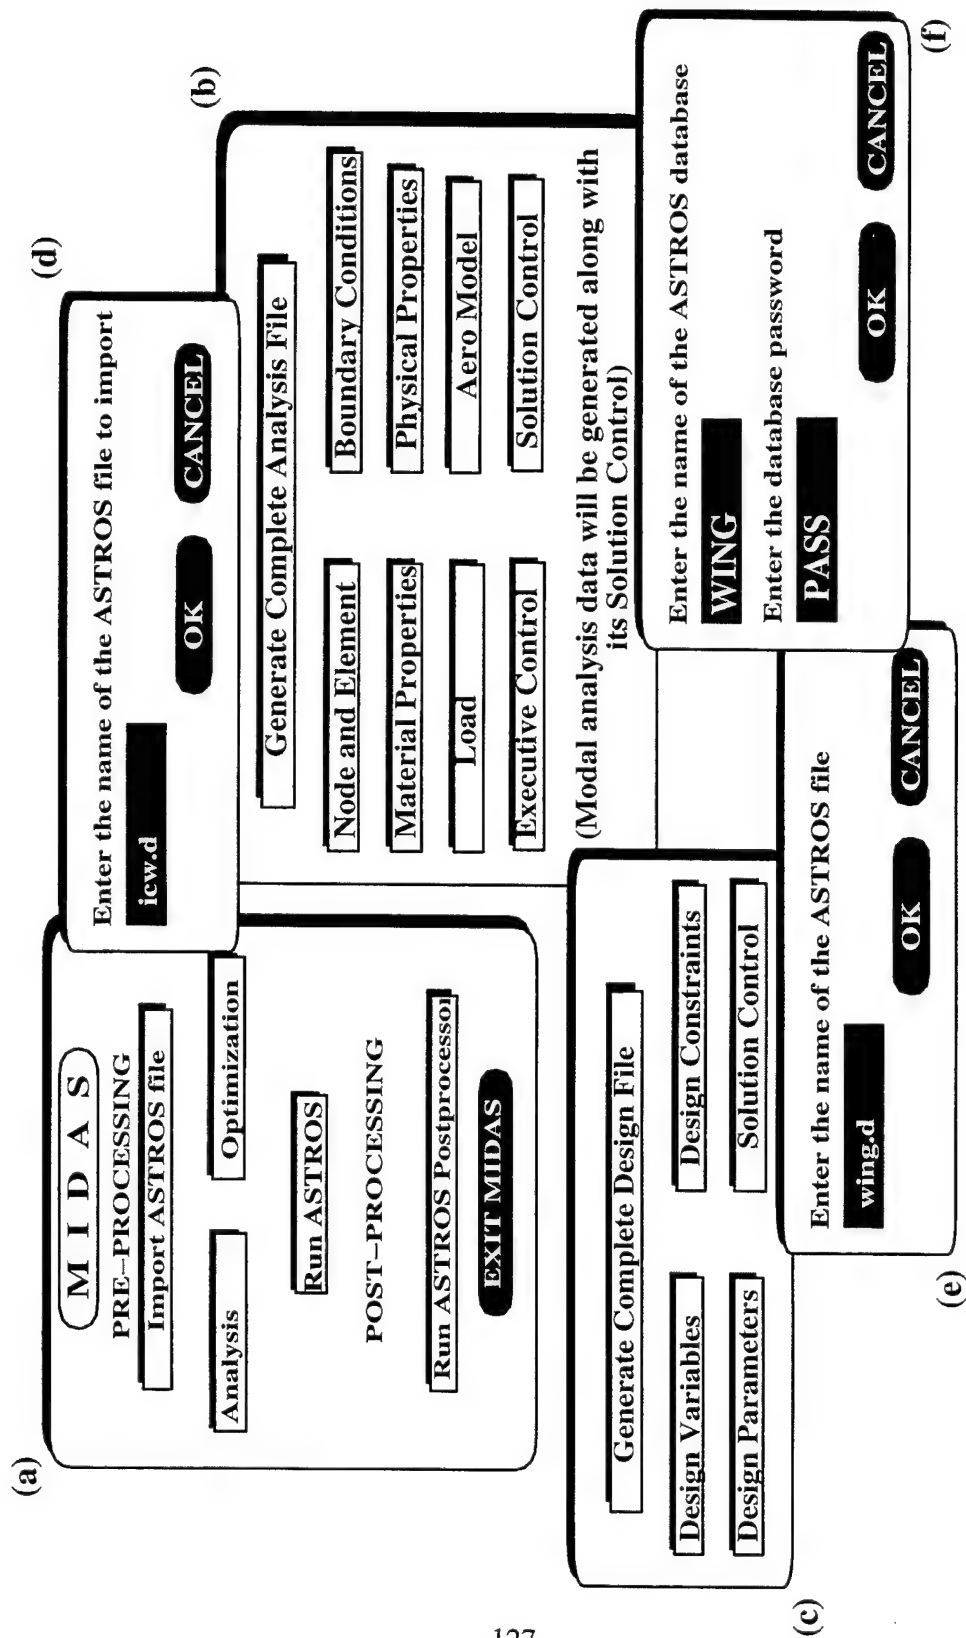 (a)
M I D A S
PRE–PROCESSING
Import ASTROS file
Analysis
Optimization
Run ASTROS
POST–PROCESSING
Run ASTROS Postprocessor
EXIT MIDAS
(d)
Enter the name of the ASTROS file to import
icw.d
OK
CANCEL
(b)
Generate Complete Analysis File
Node and Element
Boundary Conditions
Material Properties
Physical Properties
Load
Aero Model
Executive Control
Solution Control
(Modal analysis data will be generated along with
its Solution Control)
(c)
Generate Complete Design File
Design Variables
Design Constraints
Design Parameters
Solution Control
(e)
Enter the name of the ASTROS file
wing.d
OK
CANCEL
(f)
Enter the name of the ASTROS database
WING
Enter the database password
PASS
OK
CANCEL
127